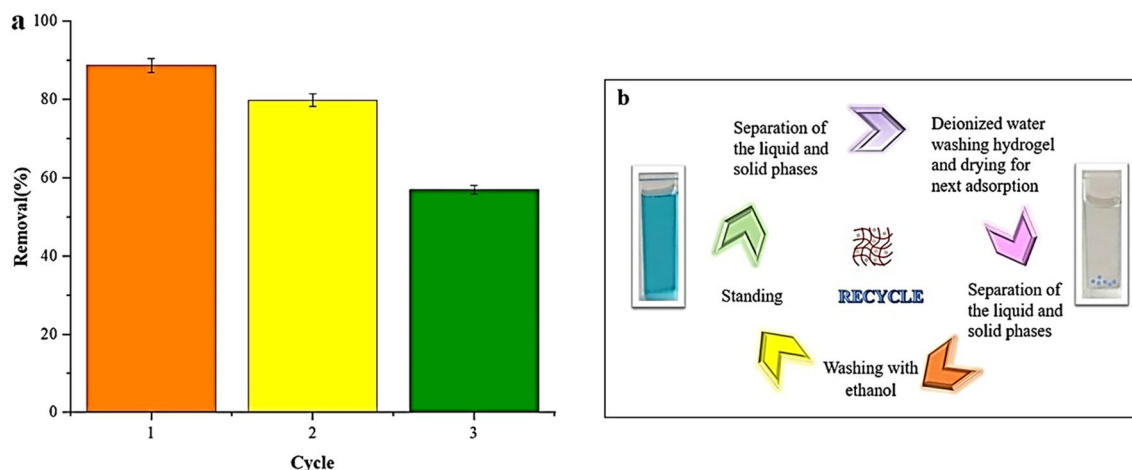 a
100
80
60
40
20
0
Removal(%)
1
2
3
Cycle
b
Separation of
the liquid and
solid phases
Deionized water
washing hydrogel
and drying for
next adsorption
Standing
RECYCLE
Separation of
the liquid and
solid phases
Washing with
ethanol